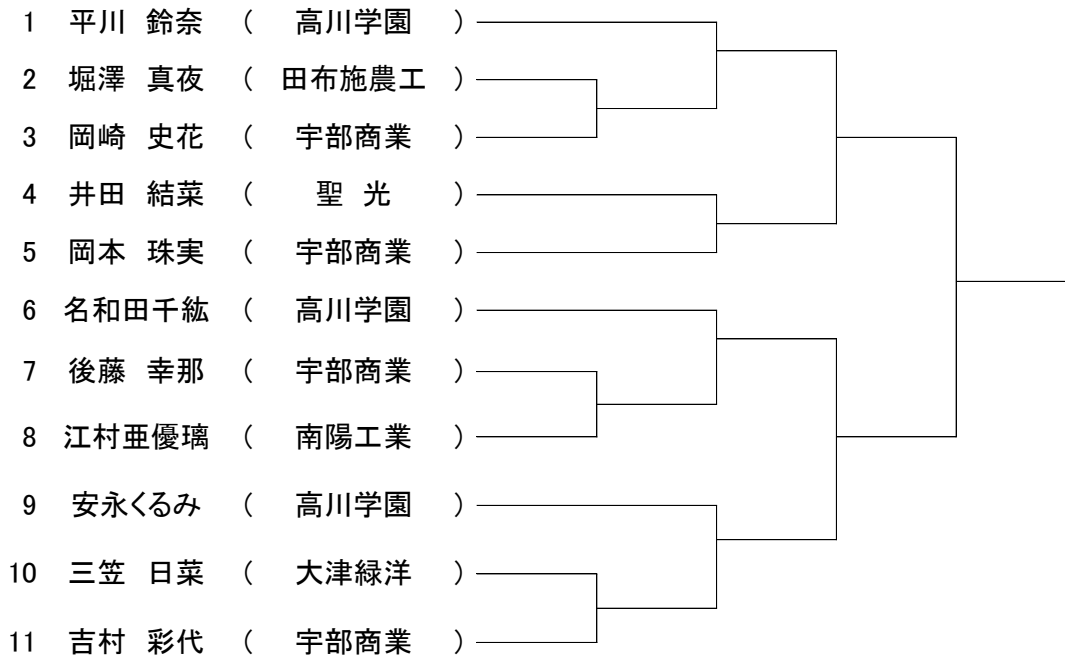 1 平川 鈴奈 ( 高川学園 )
2 堀澤 真夜 ( 田布施農工 )
3 岡崎 史花 ( 宇部商業 )
4 井田 結菜 ( 聖 光 )
5 岡本 珠実 ( 宇部商業 )
6 名和田千紘 ( 高川学園 )
7 後藤 幸那 ( 宇部商業 )
8 江村亜優璃 ( 南陽工業 )
9 安永くるみ ( 高川学園 )
10 三笠 日菜 ( 大津緑洋 )
11 吉村 彩代 ( 宇部商業 )